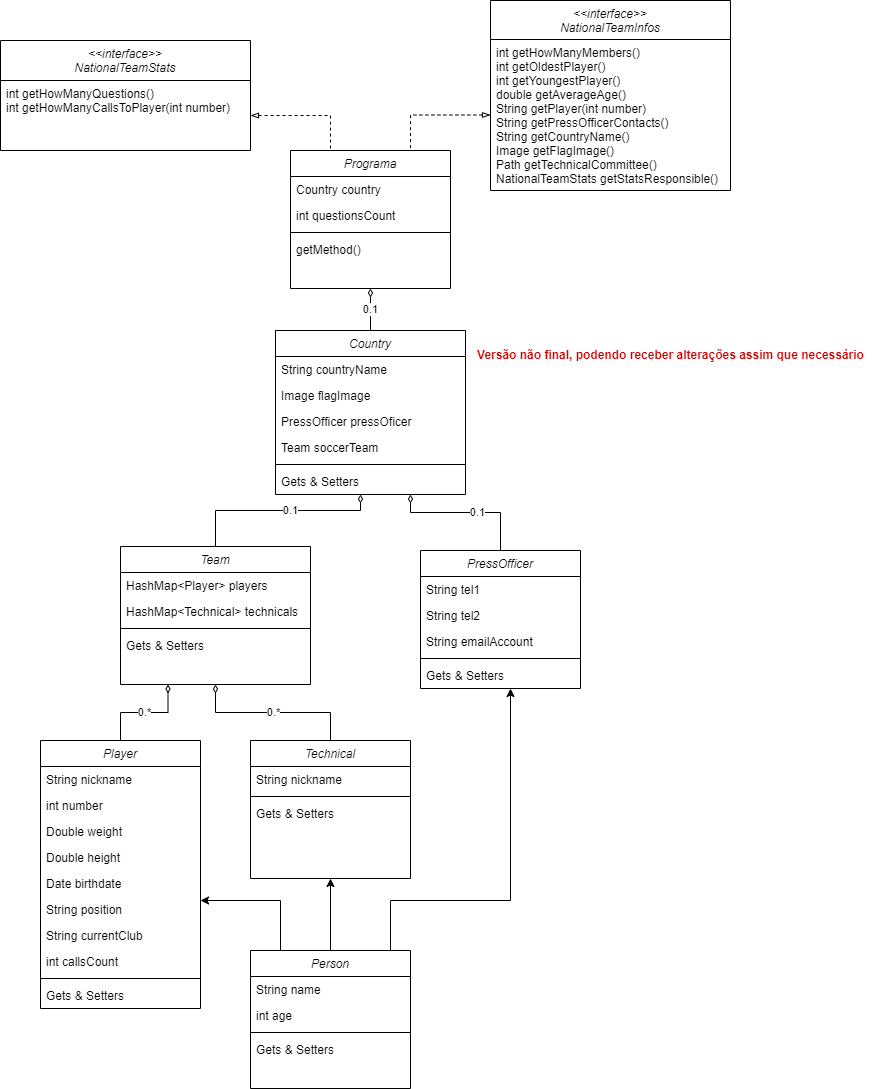 <<interface>>
NationalTeamInfos
int getHowManyMembers()
int getOldestPlayer()
int getYoungestPlayer()
double getAverageAge()
String getPlayer(int number)
String getPressOfficerContacts()
String getCountryName()
Image getFlagImage()
Path getTechnicalCommittee()
NationalTeamStats getStatsResponsible()
<<interface>>
NationalTeamStats
int getHowManyQuestions()
int getHowManyCallsToPlayer(int number)
Programa
Country country
int questionsCount
getMethod()
0.1
Country
String countryName
Image flagImage
PressOfficer pressOficer
Team soccerTeam
Gets & Setters
Versão não final, podendo receber alterações assim que necessário
0.1
0.1
Team
HashMap<Player> players
HashMap<Technical> technicals
Gets & Setters
PressOfficer
String tel1
String tel2
String emailAccount
Gets & Setters
0.*
0.*
Player
String nickname
int number
Double weight
Double height
Date birthdate
String position
String currentClub
int callsCount
Gets & Setters
Technical
String nickname
Gets & Setters
Person
String name
int age
Gets & Setters